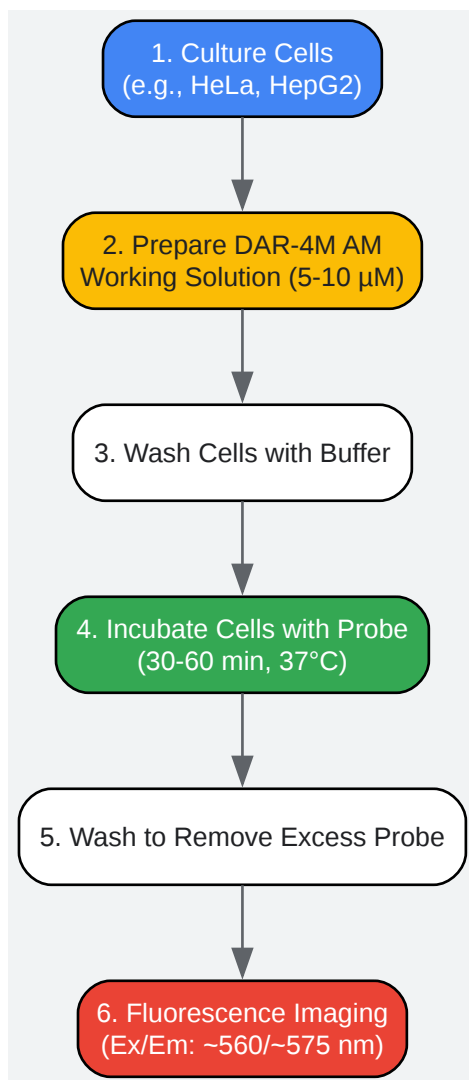 1. Culture Cells
(e.g., HeLa, HepG2)
2. Prepare DAR-4M AM
Working Solution (5-10 µM)
3. Wash Cells with Buffer
4. Incubate Cells with Probe
(30-60 min, 37°C)
5. Wash to Remove Excess Probe
6. Fluorescence Imaging
(Ex/Em: ~560/~575 nm)